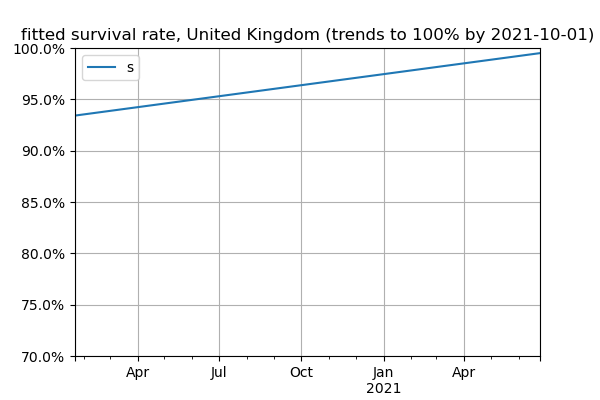 fitted survival rate, United Kingdom (trends to 100% by 2021-10-01)
100.0%
s
95.0%
90.0%
85.0%
80.0%
75.0%
70.0%
Apr Jul Oct Jan Apr
2021